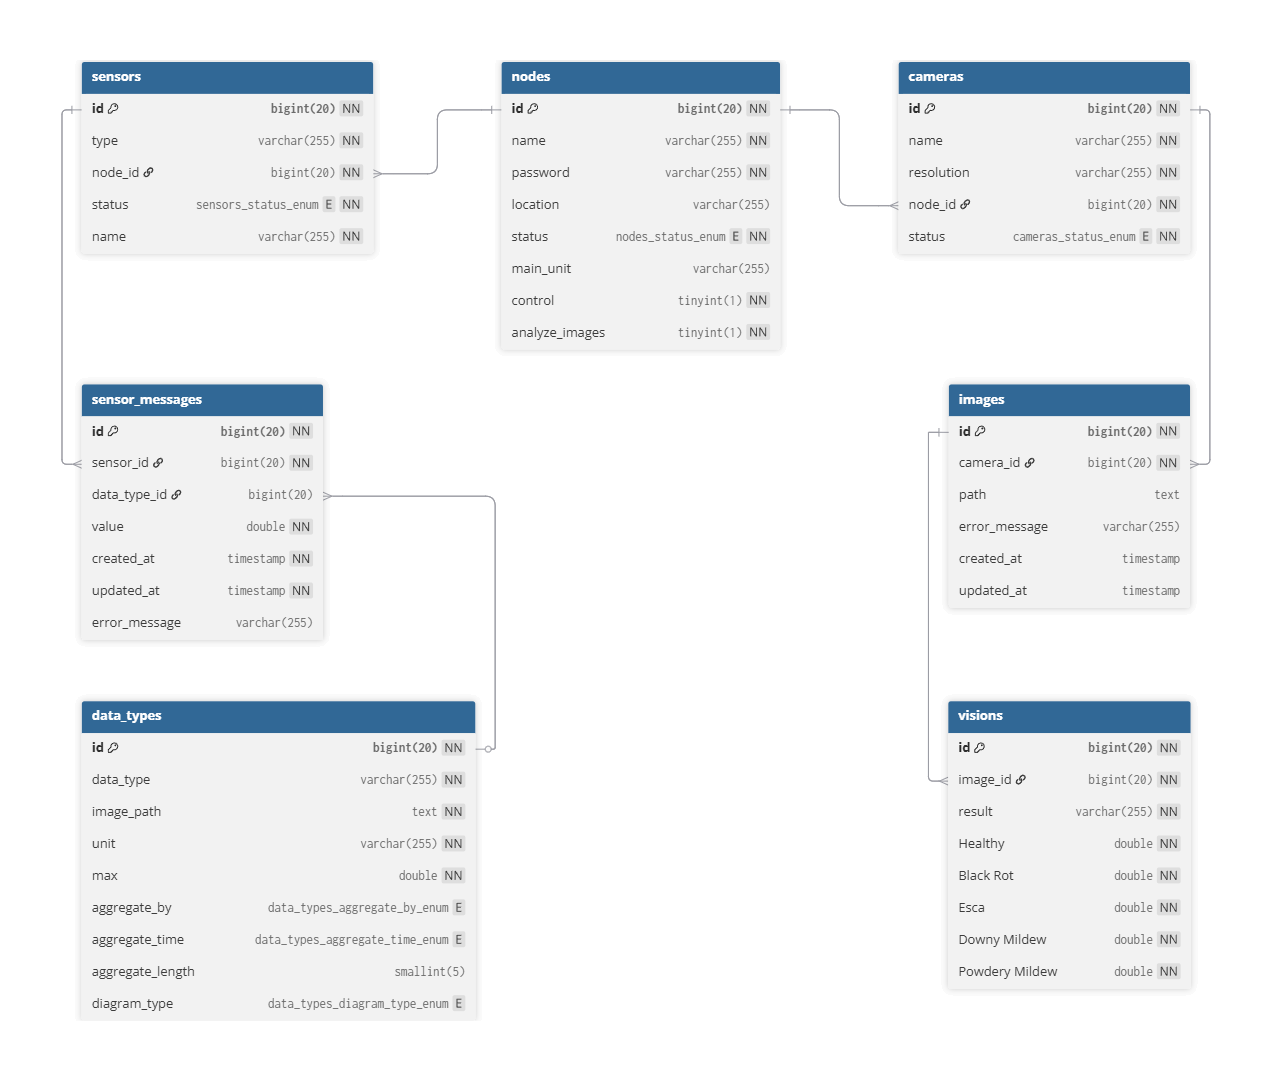 sensors
id bigint(20) NN
type varchar(255) NN
node_id bigint(20) NN
status sensors_status_enum E NN
name varchar(255) NN
nodes
id bigint(20) NN
name varchar(255) NN
password varchar(255) NN
location varchar(255)
status nodes_status_enum E NN
main_unit varchar(255)
control tinyint(1) NN
analyze_images tinyint(1) NN
cameras
id bigint(20) NN
name varchar(255) NN
resolution varchar(255) NN
node_id bigint(20) NN
status cameras_status_enum E NN
sensor_messages
id bigint(20) NN
sensor_id bigint(20) NN
data_type_id bigint(20)
value double NN
created_at timestamp NN
updated_at timestamp NN
error_message varchar(255)
images
id bigint(20) NN
camera_id bigint(20) NN
path text
error_message varchar(255)
created_at timestamp
updated_at timestamp
data_types
id bigint(20) NN
data_type varchar(255) NN
image_path text NN
unit varchar(255) NN
max double NN
aggregate_by data_types_aggregate_by_enum E
aggregate_time data_types_aggregate_time_enum E
aggregate_length smallint(5)
diagram_type data_types_diagram_type_enum E
visions
id bigint(20) NN
image_id bigint(20) NN
result varchar(255) NN
Healthy double NN
Black Rot double NN
Esca double NN
Downy Mildew double NN
Powdery Mildew double NN